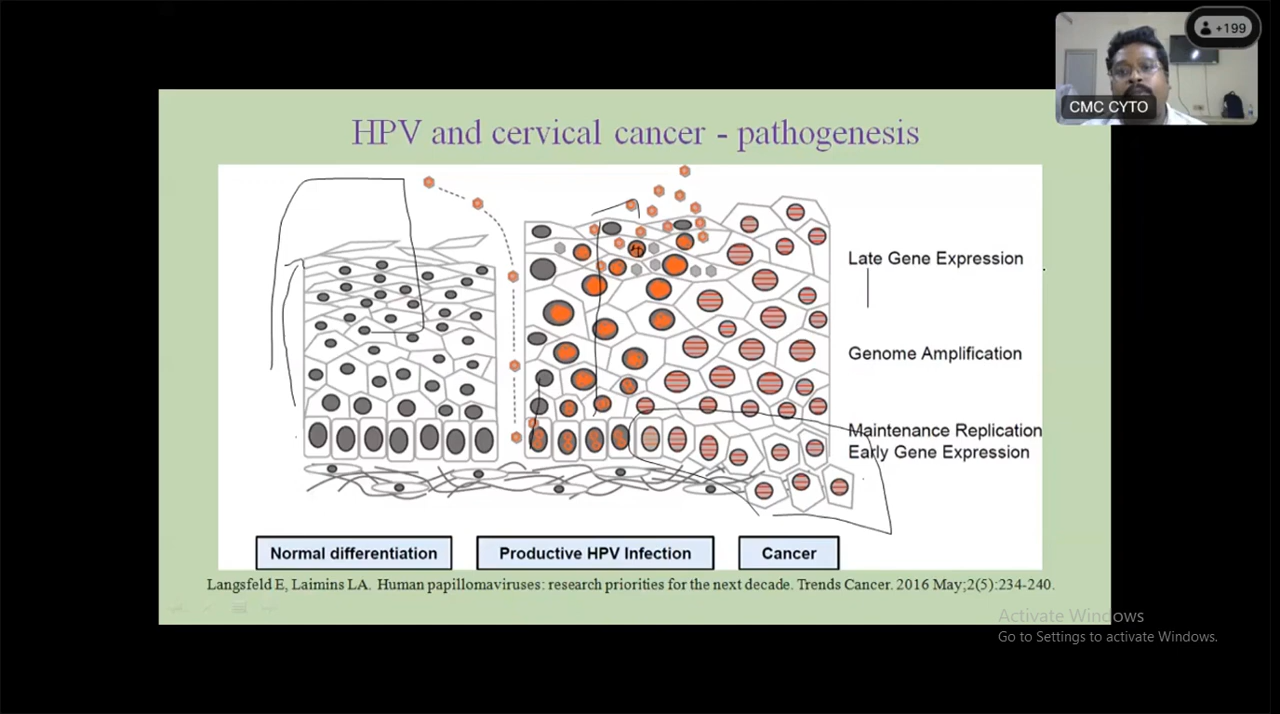 +199
CMC CYTO
HPV and cervical cancer - pathogenesis
Late Gene Expression
Genome Amplification
Maintenance Replication
Early Gene Expression
Normal differentiation
Productive HPV Infection
Cancer
Langsfeld E, Laimins LA. Human papillomaviruses: research priorities for the next decade. Trends Cancer. 2016 May;2(5):234-240.
Activate Windows
Go to Settings to activate Windows.